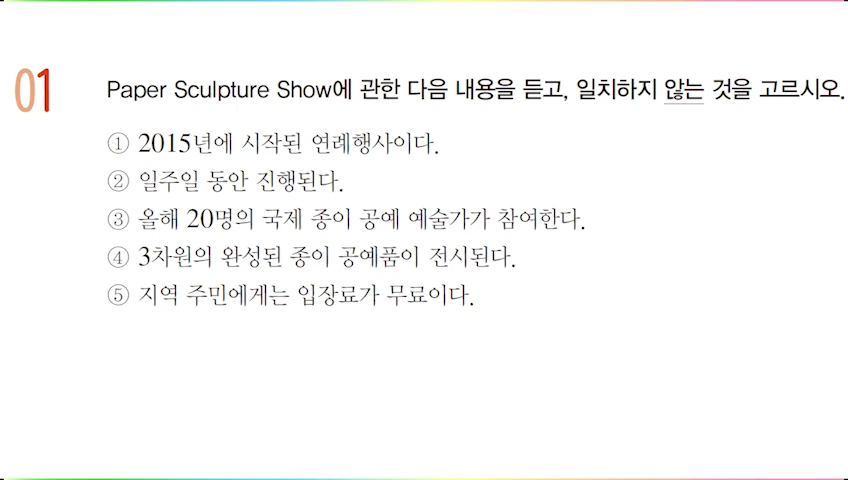 01
Paper Sculpture Show에 관한 다음 내용을 듣고, 일치하지 않는 것을 고르시오.
① 2015년에 시작된 연례행사이다.
② 일주일 동안 진행된다.
③ 올해 20명의 국제 종이 공예 예술가가 참여한다.
④ 3차원의 완성된 종이 공예품이 전시된다.
⑤ 지역 주민에게는 입장료가 무료이다.